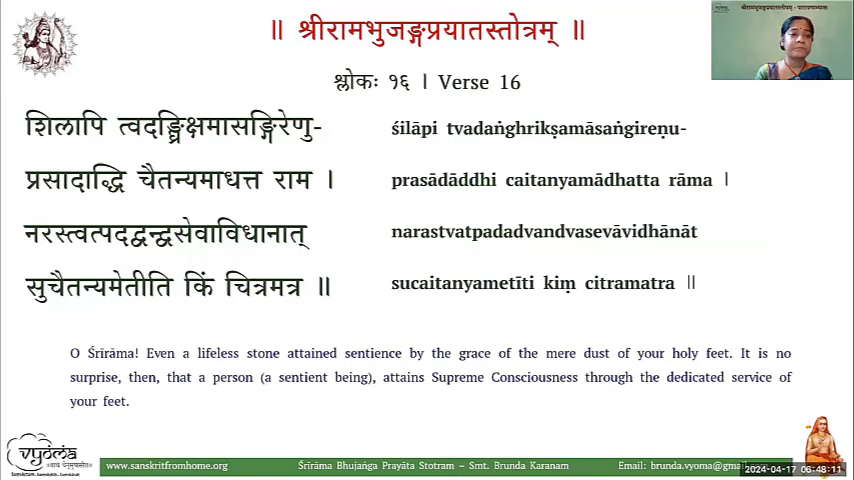 ॥ श्रीरामभुजङ्गप्रयातस्तोत्रम् ॥
श्लोकः १६ । Verse 16
शिलापि त्वदङ्घ्रिक्षमासङ्गिरेणु-
प्रसादाद्धि चैतन्यमाधत्त राम ।
नरस्त्वत्पदद्वन्द्वसेवाविधानात्
सुचैतन्यमेतीति किं चित्रमत्र ॥
śilāpi tvadaṅghrikṣamāsaṅgireṇu-
prasādāddhi caitanyamādhatta rāma |
narastvatpadadvandvasevāvidhānāt
sucaitanyametīti kiṃ citramatra ||
O Śrīrāma! Even a lifeless stone attained sentience by the grace of the mere dust of your holy feet. It is no
surprise, then, that a person (a sentient being), attains Supreme Consciousness through the dedicated service of
your feet.
vyoma
www.sanskritfromhome.org
Śrīrāma Bhujaṅga Prayāta Stotram – Smt. Brunda Karanam
Email: brunda.vyoma@gmail
2024-04-17 06:48:11